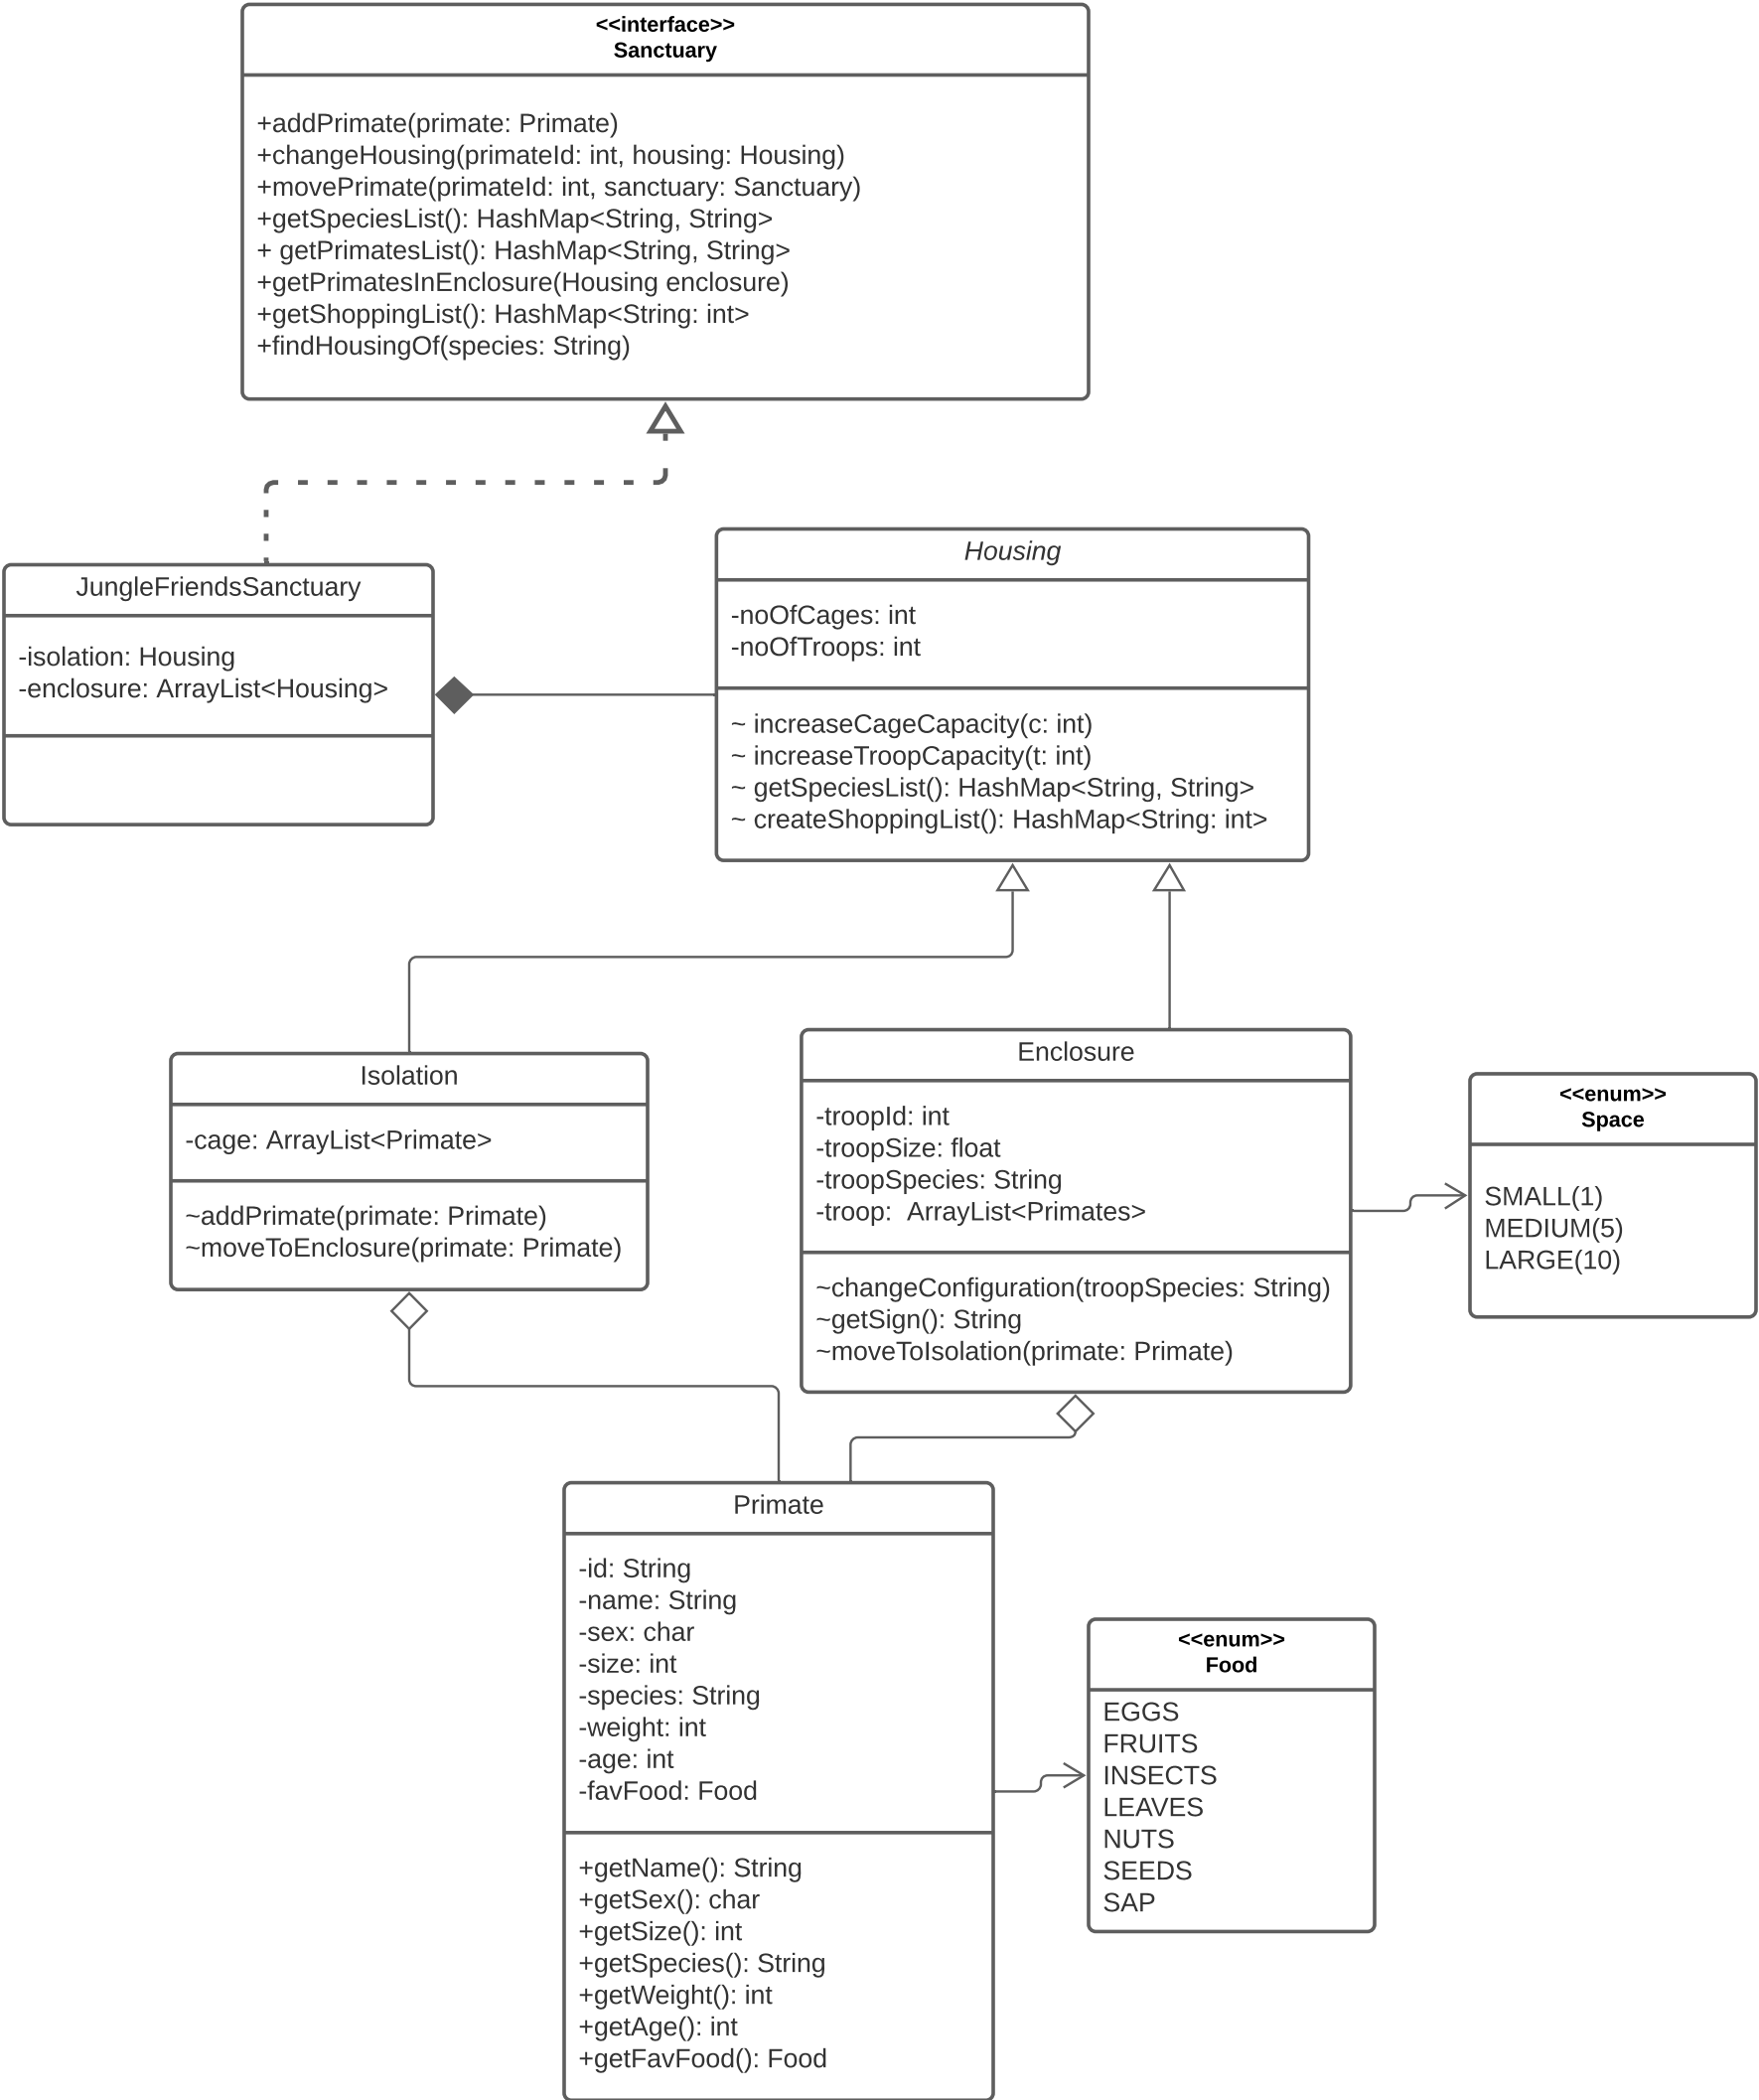 <<interface>>
Sanctuary
+addPrimate(primate: Primate)
+changeHousing(primateId: int, housing: Housing)
+movePrimate(primateId: int, sanctuary: Sanctuary)
+getSpeciesList(): HashMap<String, String>
+ getPrimatesList(): HashMap<String, String>
+getPrimatesInEnclosure(Housing enclosure)
+getShoppingList(): HashMap<String: int>
+findHousingOf(species: String)
JungleFriendsSanctuary
-isolation: Housing
-enclosure: ArrayList<Housing>
Housing
-noOfCages: int
-noOfTroops: int
~ increaseCageCapacity(c: int)
~ increaseTroopCapacity(t: int)
~ getSpeciesList(): HashMap<String, String>
~ createShoppingList(): HashMap<String: int>
Isolation
-cage: ArrayList<Primate>
~addPrimate(primate: Primate)
~moveToEnclosure(primate: Primate)
Enclosure
-troopId: int
-troopSize: float
-troopSpecies: String
-troop:  ArrayList<Primates>
~changeConfiguration(troopSpecies: String)
~getSign(): String
~moveToIsolation(primate: Primate)
<<enum>>
Space
SMALL(1)
MEDIUM(5)
LARGE(10)
Primate
-id: String
-name: String
-sex: char
-size: int
-species: String
-weight: int
-age: int
-favFood: Food
+getName(): String
+getSex(): char
+getSize(): int
+getSpecies(): String
+getWeight(): int
+getAge(): int
+getFavFood(): Food
<<enum>>
Food
EGGS
FRUITS
INSECTS
LEAVES
NUTS
SEEDS
SAP